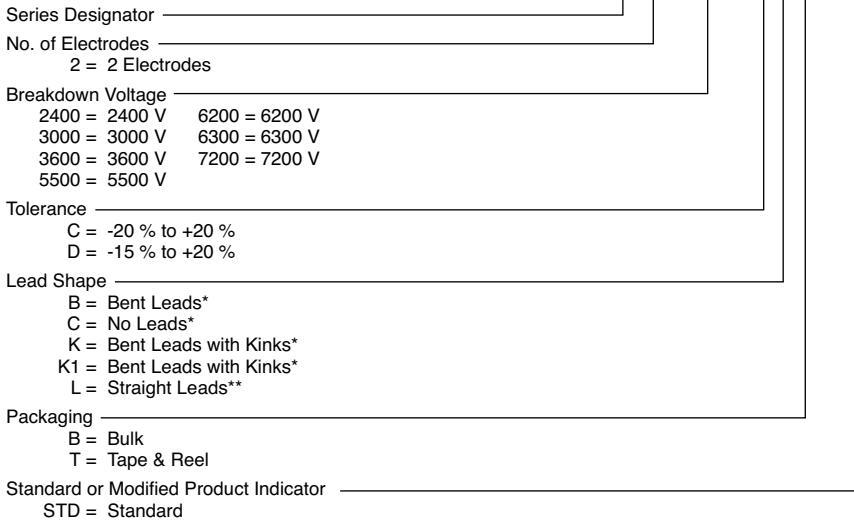 Series Designator
No. of Electrodes
2 = 2 Electrodes
Breakdown Voltage
2400 = 2400 V 6200 = 6200 V
3000 = 3000 V 6300 = 6300 V
3600 = 3600 V 7200 = 7200 V
5500 = 5500 V
Tolerance
C = -20 % to +20 %
D = -15 % to +20 %
Lead Shape
B = Bent Leads*
C = No Leads*
K = Bent Leads with Kinks*
K1 = Bent Leads with Kinks*
L = Straight Leads**
Packaging
B = Bulk
T = Tape & Reel
Standard or Modified Product Indicator
STD = Standard